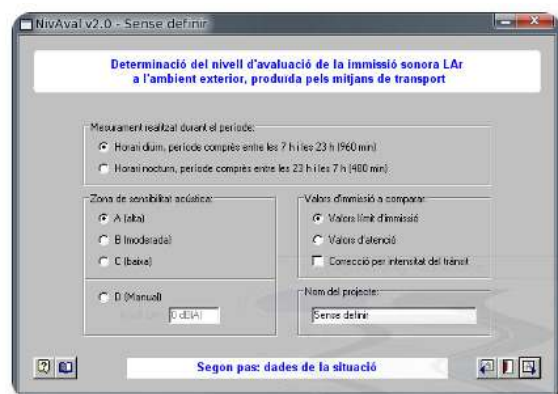 NivAval v2.0 - Sense definir
Determinació del nivell d'avaluació de la immissió sonora LAr
a l'ambient exterior, produïda pels mitjans de transport
Mesurament realitzat durant el període:
Horari diürn, període comprès entre les 7 h i les 23 h (960 min)
Horari nocturn, període comprès entre les 23 h i les 7 h (480 min)
Zona de sensibilitat acústica:
A (alta)
B (moderada)
C (baixa)
D (Manual)
0 dB(A)
Valors d'immissió a comparar:
Valors límit d'immissió
Valors d'atenció
Correcció per intensitat del trànsit
Nom del projecte:
Sense definir
Segon pas: dades de la situació